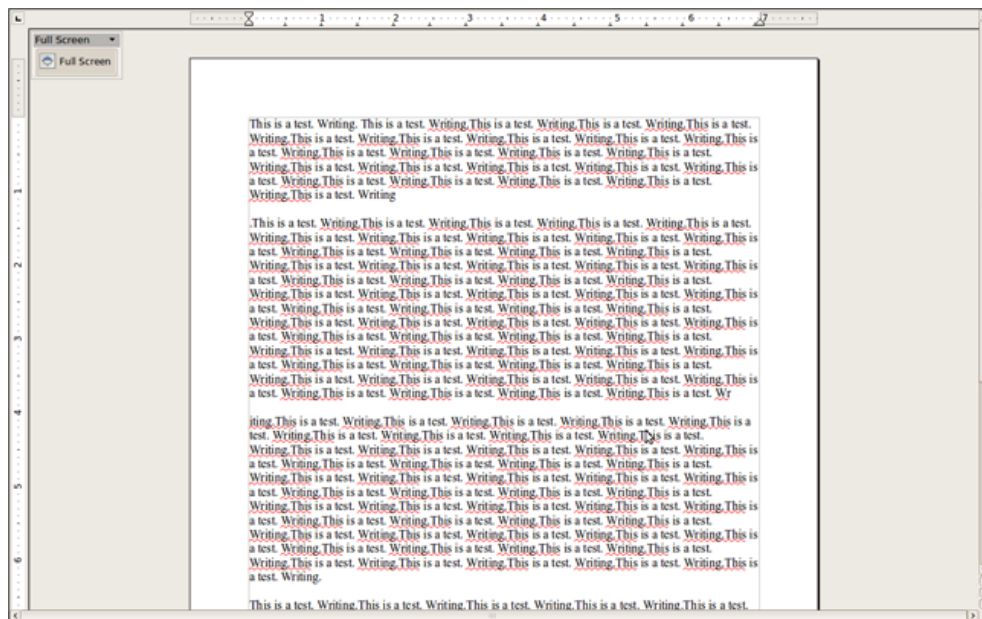 Full Screen
Full Screen
1 2 3 4 5 6 7
1
2
3
4
5
6
This is a test. Writing. This is a test. Writing.This is a test. Writing.This is a test. Writing.This is a test.
Writing.This is a test. Writing.This is a test. Writing.This is a test. Writing.This is a test. Writing.This is
a test. Writing.This is a test. Writing.This is a test. Writing.This is a test. Writing.This is a test.
Writing.This is a test. Writing.This is a test. Writing.This is a test. Writing.This is a test. Writing.This is
a test. Writing.This is a test. Writing.This is a test. Writing.This is a test. Writing.This is a test.
Writing.This is a test. Writing
.This is a test. Writing.This is a test. Writing.This is a test. Writing.This is a test. Writing.This is a test.
Writing.This is a test. Writing.This is a test. Writing.This is a test. Writing.This is a test. Writing.This is
a test. Writing.This is a test. Writing.This is a test. Writing.This is a test. Writing.This is a test.
Writing.This is a test. Writing.This is a test. Writing.This is a test. Writing.This is a test. Writing.This is
a test. Writing.This is a test. Writing.This is a test. Writing.This is a test. Writing.This is a test.
Writing.This is a test. Writing.This is a test. Writing.This is a test. Writing.This is a test. Writing.This is
a test. Writing.This is a test. Writing.This is a test. Writing.This is a test. Writing.This is a test.
Writing.This is a test. Writing.This is a test. Writing.This is a test. Writing.This is a test. Writing.This is
a test. Writing.This is a test. Writing.This is a test. Writing.This is a test. Writing.This is a test.
Writing.This is a test. Writing.This is a test. Writing.This is a test. Writing.This is a test. Writing.This is
a test. Writing.This is a test. Writing.This is a test. Writing.This is a test. Writing.This is a test.
Writing.This is a test. Writing.This is a test. Writing.This is a test. Writing.This is a test. Writing.This is
a test. Writing.This is a test. Writing.This is a test. Writing.This is a test. Writing.This is a test. Wr
iting.This is a test. Writing.This is a test. Writing.This is a test. Writing.This is a test. Writing.This is a
test. Writing.This is a test. Writing.This is a test. Writing.This is a test. Writing.This is a test.
Writing.This is a test. Writing.This is a test. Writing.This is a test. Writing.This is a test. Writing.This is
a test. Writing.This is a test. Writing.This is a test. Writing.This is a test. Writing.This is a test.
Writing.This is a test. Writing.This is a test. Writing.This is a test. Writing.This is a test. Writing.This is
a test. Writing.This is a test. Writing.This is a test. Writing.This is a test. Writing.This is a test.
Writing.This is a test. Writing.This is a test. Writing.This is a test. Writing.This is a test. Writing.This is
a test. Writing.This is a test. Writing.This is a test. Writing.This is a test. Writing.This is a test.
Writing.This is a test. Writing.This is a test. Writing.This is a test. Writing.This is a test. Writing.This is
a test. Writing.This is a test. Writing.This is a test. Writing.This is a test. Writing.This is a test.
Writing.This is a test. Writing.This is a test. Writing.This is a test. Writing.This is a test. Writing.This is
a test. Writing.
This is a test. Writing.This is a test. Writing.This is a test. Writing.This is a test. Writing.This is a test.